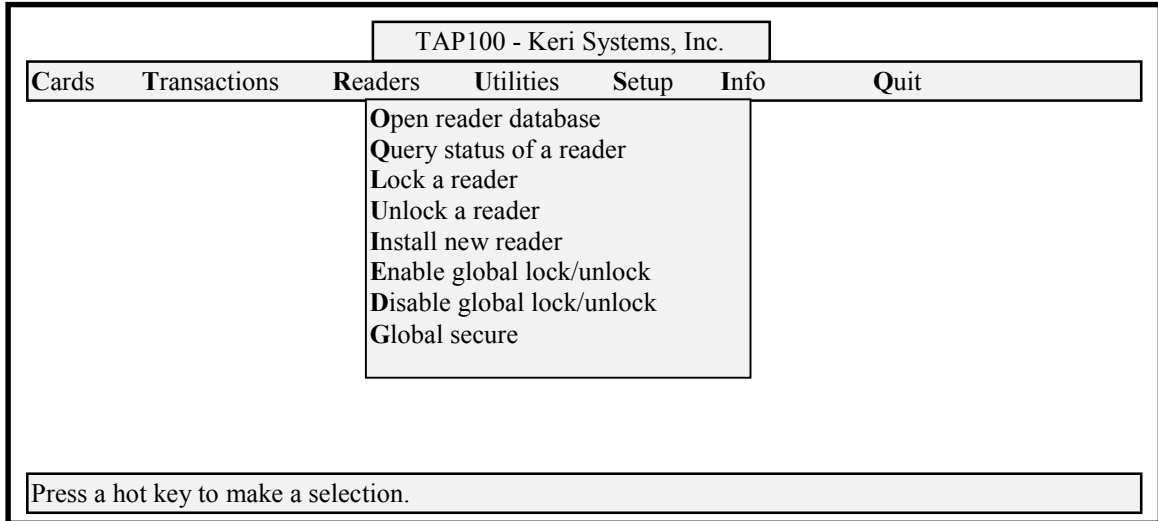 TAP100 - Keri Systems, Inc.
Cards Transactions Readers Utilities Setup Info Quit
Open reader database
Query status of a reader
Lock a reader
Unlock a reader
Install new reader
Enable global lock/unlock
Disable global lock/unlock
Global secure
Press a hot key to make a selection.